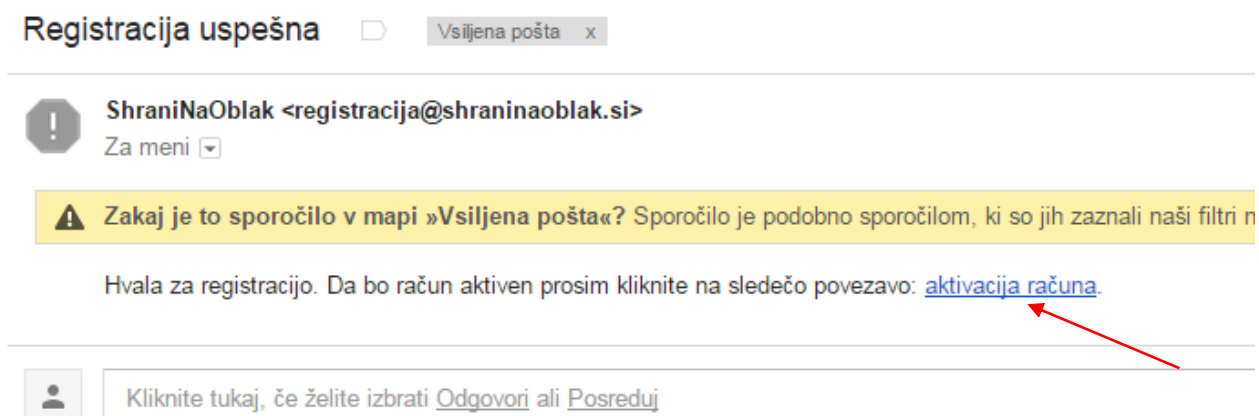 Registracija uspešna Vsiljena pošta x
ShraniNaOblak <registracija@shraninaoblak.si>
Za meni
Zakaj je to sporočilo v mapi »Vsiljena pošta«? Sporočilo je podobno sporočilom, ki so jih zaznali naši filtri
Hvala za registracijo. Da bo račun aktiven prosim kliknite na sledečo povezavo: aktivacija računa.
Kliknite tukaj, če želite izbrati Odgovori ali Posreduj